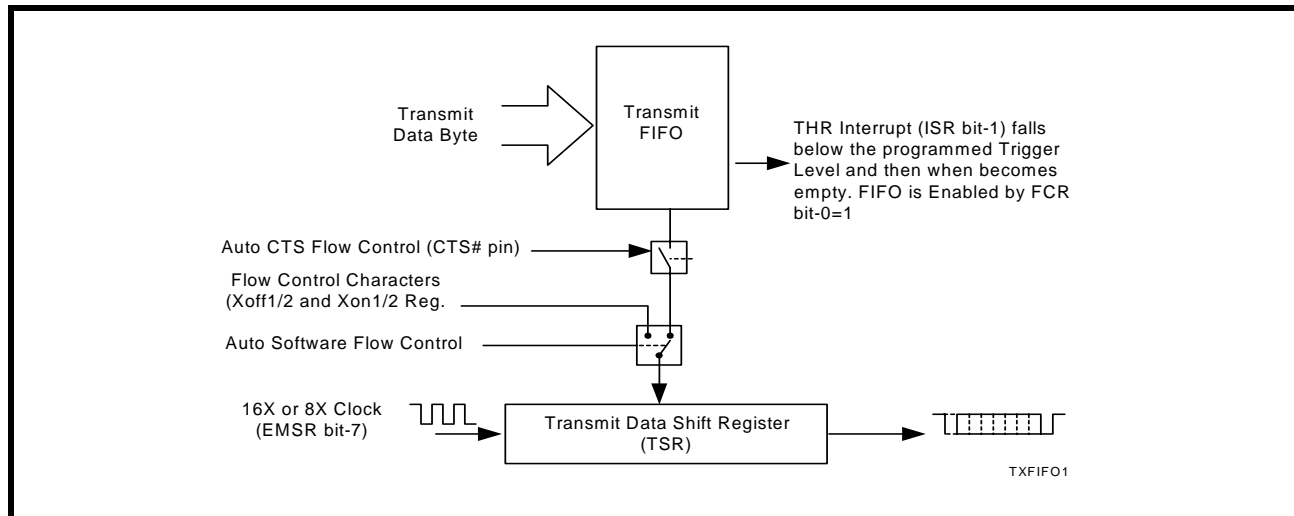 Transmit
FIFO
Transmit
Data Byte
THR Interrupt (ISR bit-1) falls
below the programmed Trigger
Level and then when becomes
empty. FIFO is Enabled by FCR
bit-0=1
Auto CTS Flow Control (CTS# pin)
Flow Control Characters
(Xoff1/2 and Xon1/2 Reg.
Auto Software Flow Control
16X or 8X Clock
(EMSR bit-7)
Transmit Data Shift Register
(TSR)
TXFIFO1